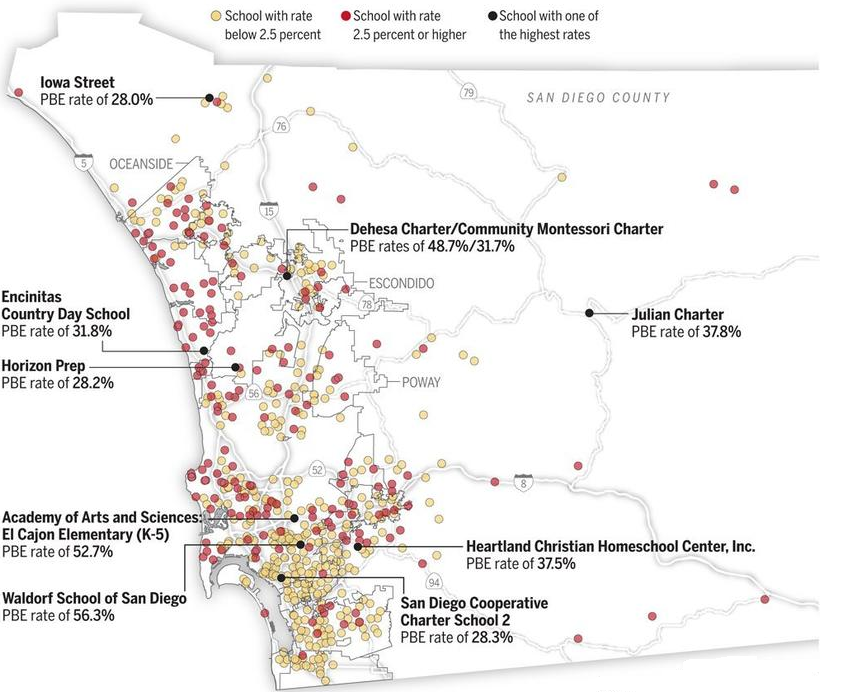 School with rate
below 2.5 percent
School with rate
2.5 percent or higher
School with one of
the highest rates
Iowa Street
PBE rate of 28.0%
79
SAN DIEGO COUNTY
76
5
OCEANSIDE
15
Dehesa Charter/Community Montessori Charter
PBE rates of 48.7%/31.7%
ESCONDIDO
78
Encinitas
Country Day School
PBE rate of 31.8%
Julian Charter
PBE rate of 37.8%
Horizon Prep
PBE rate of 28.2%
56
POWAY
52
8
Academy of Arts and Sciences:
El Cajon Elementary (K-5)
PBE rate of 52.7%
Heartland Christian Homeschool Center, Inc.
PBE rate of 37.5%
94
Waldorf School of San Diego
PBE rate of 56.3%
San Diego Cooperative
Charter School 2
PBE rate of 28.3%